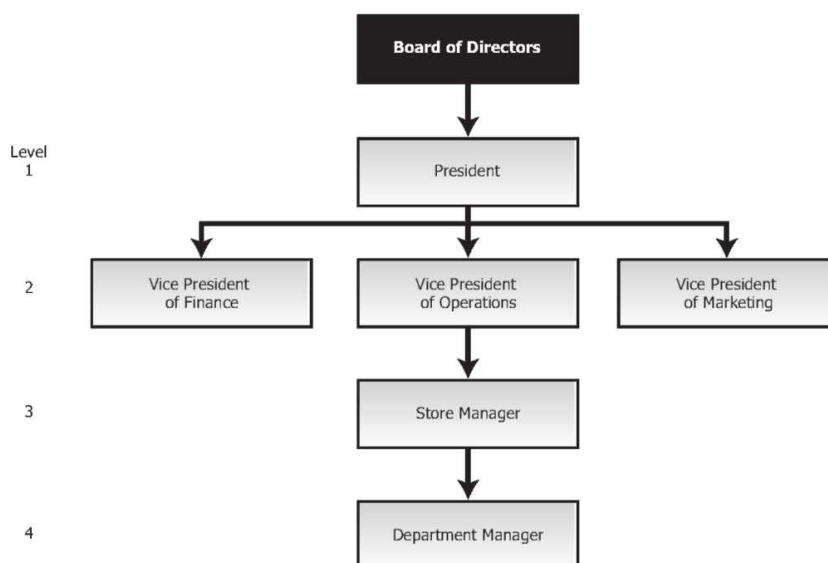 Board of Directors
Level
1
President
2
Vice President
of Finance
Vice President
of Operations
Vice President
of Marketing
3
Store Manager
4
Department Manager